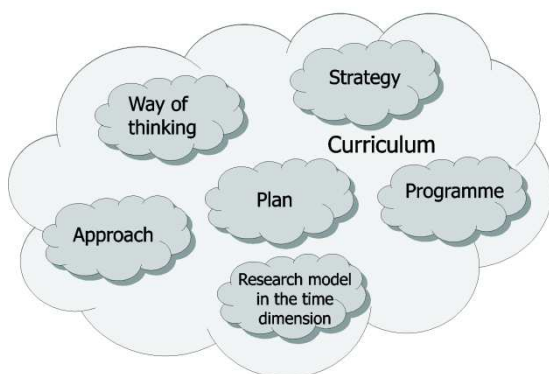 Strategy
Way of
thinking
Curriculum
Programme
Plan
Approach
Research model
in the time
dimension